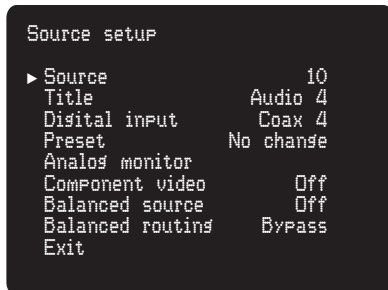 Source setup
► Source 10
Title Audio 4
Digital input Coax 4
Preset No change
Analog monitor
Component video Off
Balanced source Off
Balanced routing Bypass
Exit